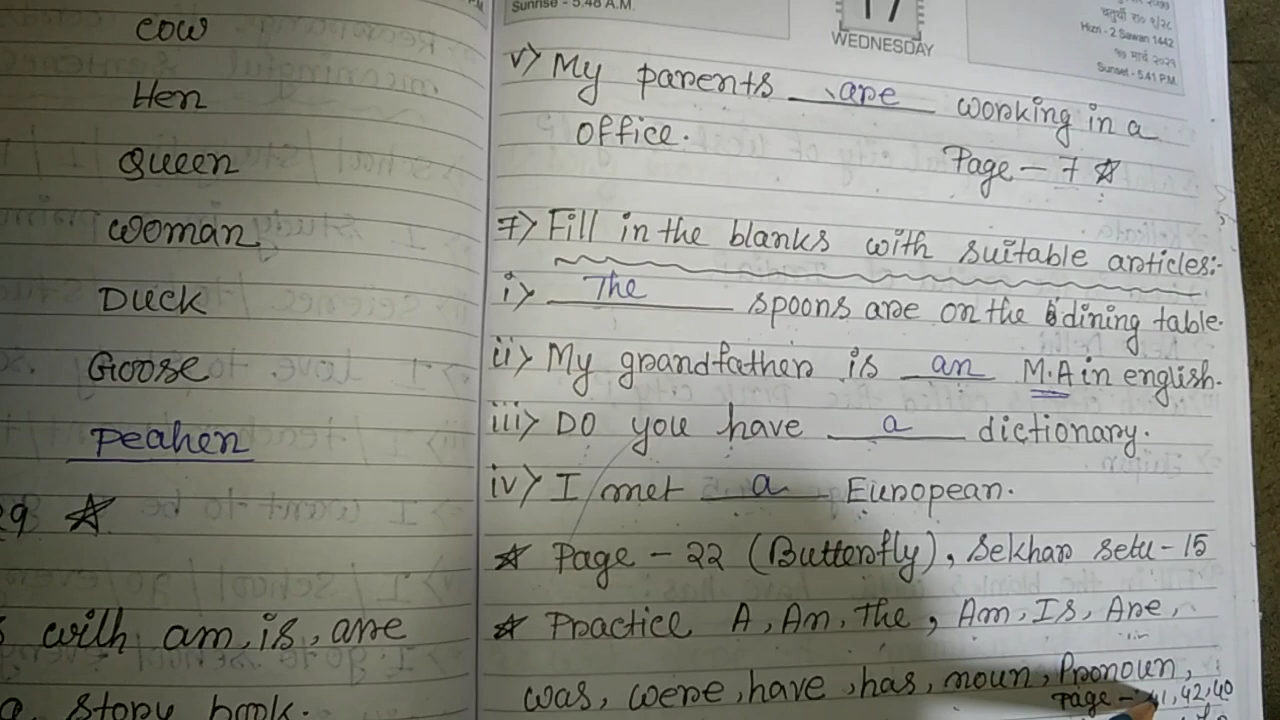 cow
Hen
Queen
woman
Duck
Goose
Peahen
with am, is, are
story book.
Sunrise - 5.48 A.M.
17
WEDNESDAY
Hizri - 2 Sawan 1442
Sunset - 5.41 P.M.
v) My parents are working in a
office.
Page - 7
7) Fill in the blanks with suitable articles:-
i) The spoons are on the dining table.
ii) My grandfather is an M.A in english.
iii) Do you have a dictionary.
iv) I met a European.
Page - 22 (Butterfly), Sekhar setu - 15
Practice A, An, The, Am, Is, Are,
was, were, have, has, noun, Pronoun,
Page - 41, 42, 40